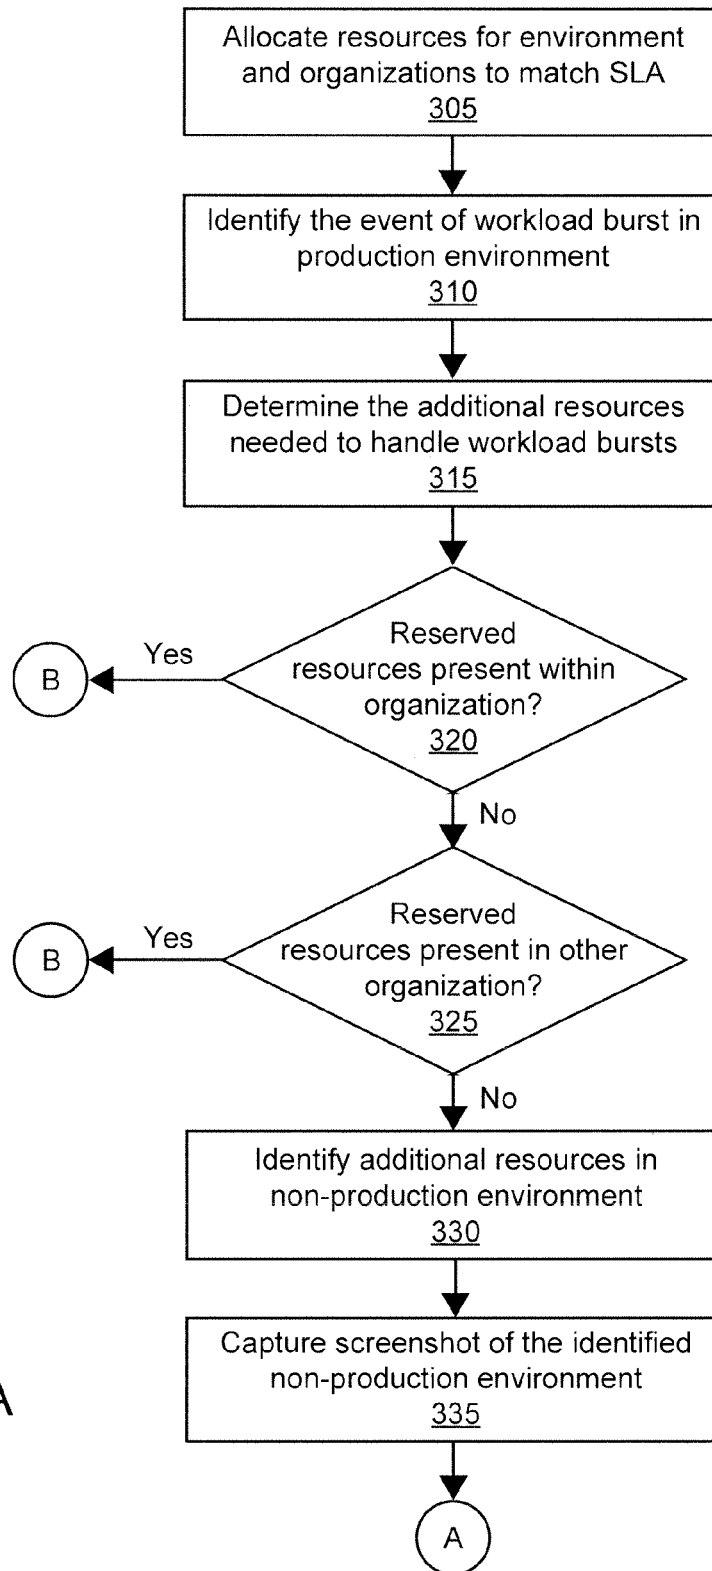 Allocate resources for environment
and organizations to match SLA
305
Identify the event of workload burst in
production environment
310
Determine the additional resources
needed to handle workload bursts
315
Reserved
resources present within
organization?
320
Yes
B
No
Reserved
resources present in other
organization?
325
Yes
B
No
Identify additional resources in
non-production environment
330
Capture screenshot of the identified
non-production environment
335
A
A